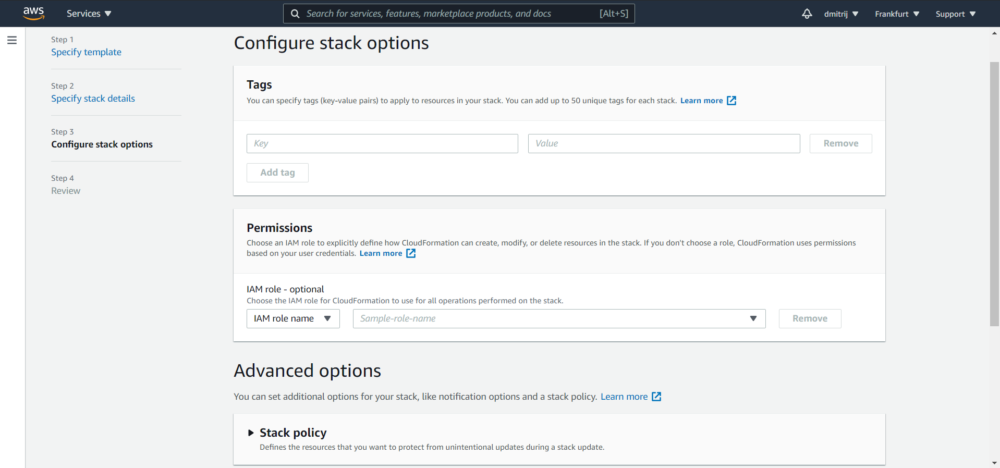 aws
Services
Search for services, features, marketplace products, and docs
[Alt+S]
dmitrij
Frankfurt
Support
Step 1
Specify template
Step 2
Specify stack details
Step 3
Configure stack options
Step 4
Review
Configure stack options
Tags
You can specify tags (key-value pairs) to apply to resources in your stack. You can add up to 50 unique tags for each stack. Learn more
Key
Value
Remove
Add tag
Permissions
Choose an IAM role to explicitly define how CloudFormation can create, modify, or delete resources in the stack. If you don't choose a role, CloudFormation uses permissions
based on your user credentials. Learn more
IAM role - optional
Choose the IAM role for CloudFormation to use for all operations performed on the stack.
IAM role name
Sample-role-name
Remove
Advanced options
You can set additional options for your stack, like notification options and a stack policy. Learn more
Stack policy
Defines the resources that you want to protect from unintentional updates during a stack update.